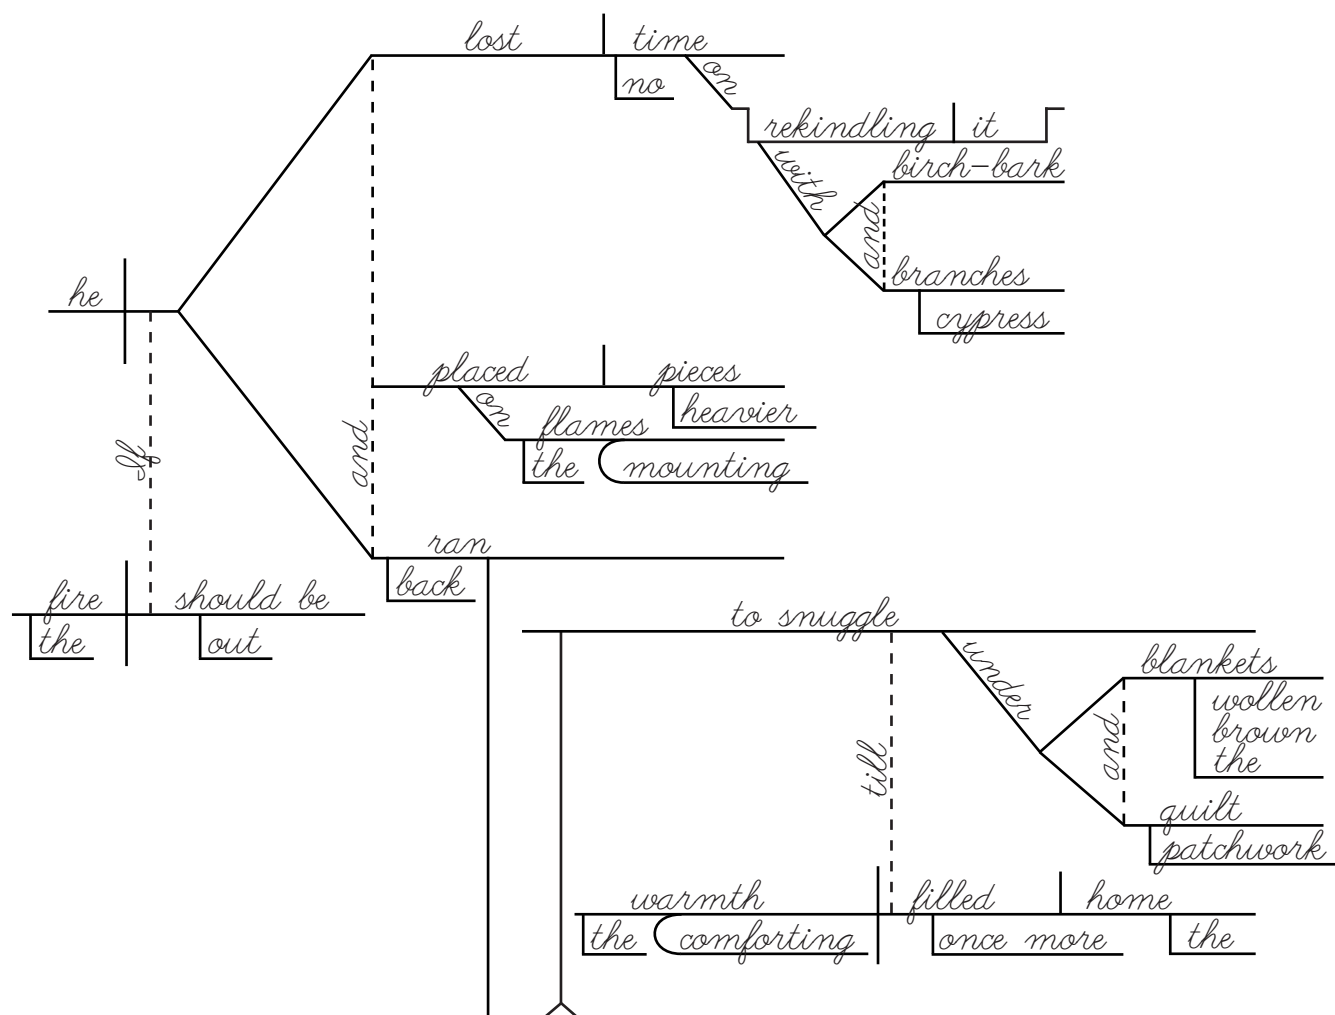 lost time
on
no
rekindling it
with
birch-bark
and
branches
he
cypress
placed pieces
on
heavier
flames
and
If
the mounting
ran
back
fire should be
the out
to snuggle
under
blankets
wollen
brown
the
and
till
quilt
patchwork
warmth filled home
the comforting once more the